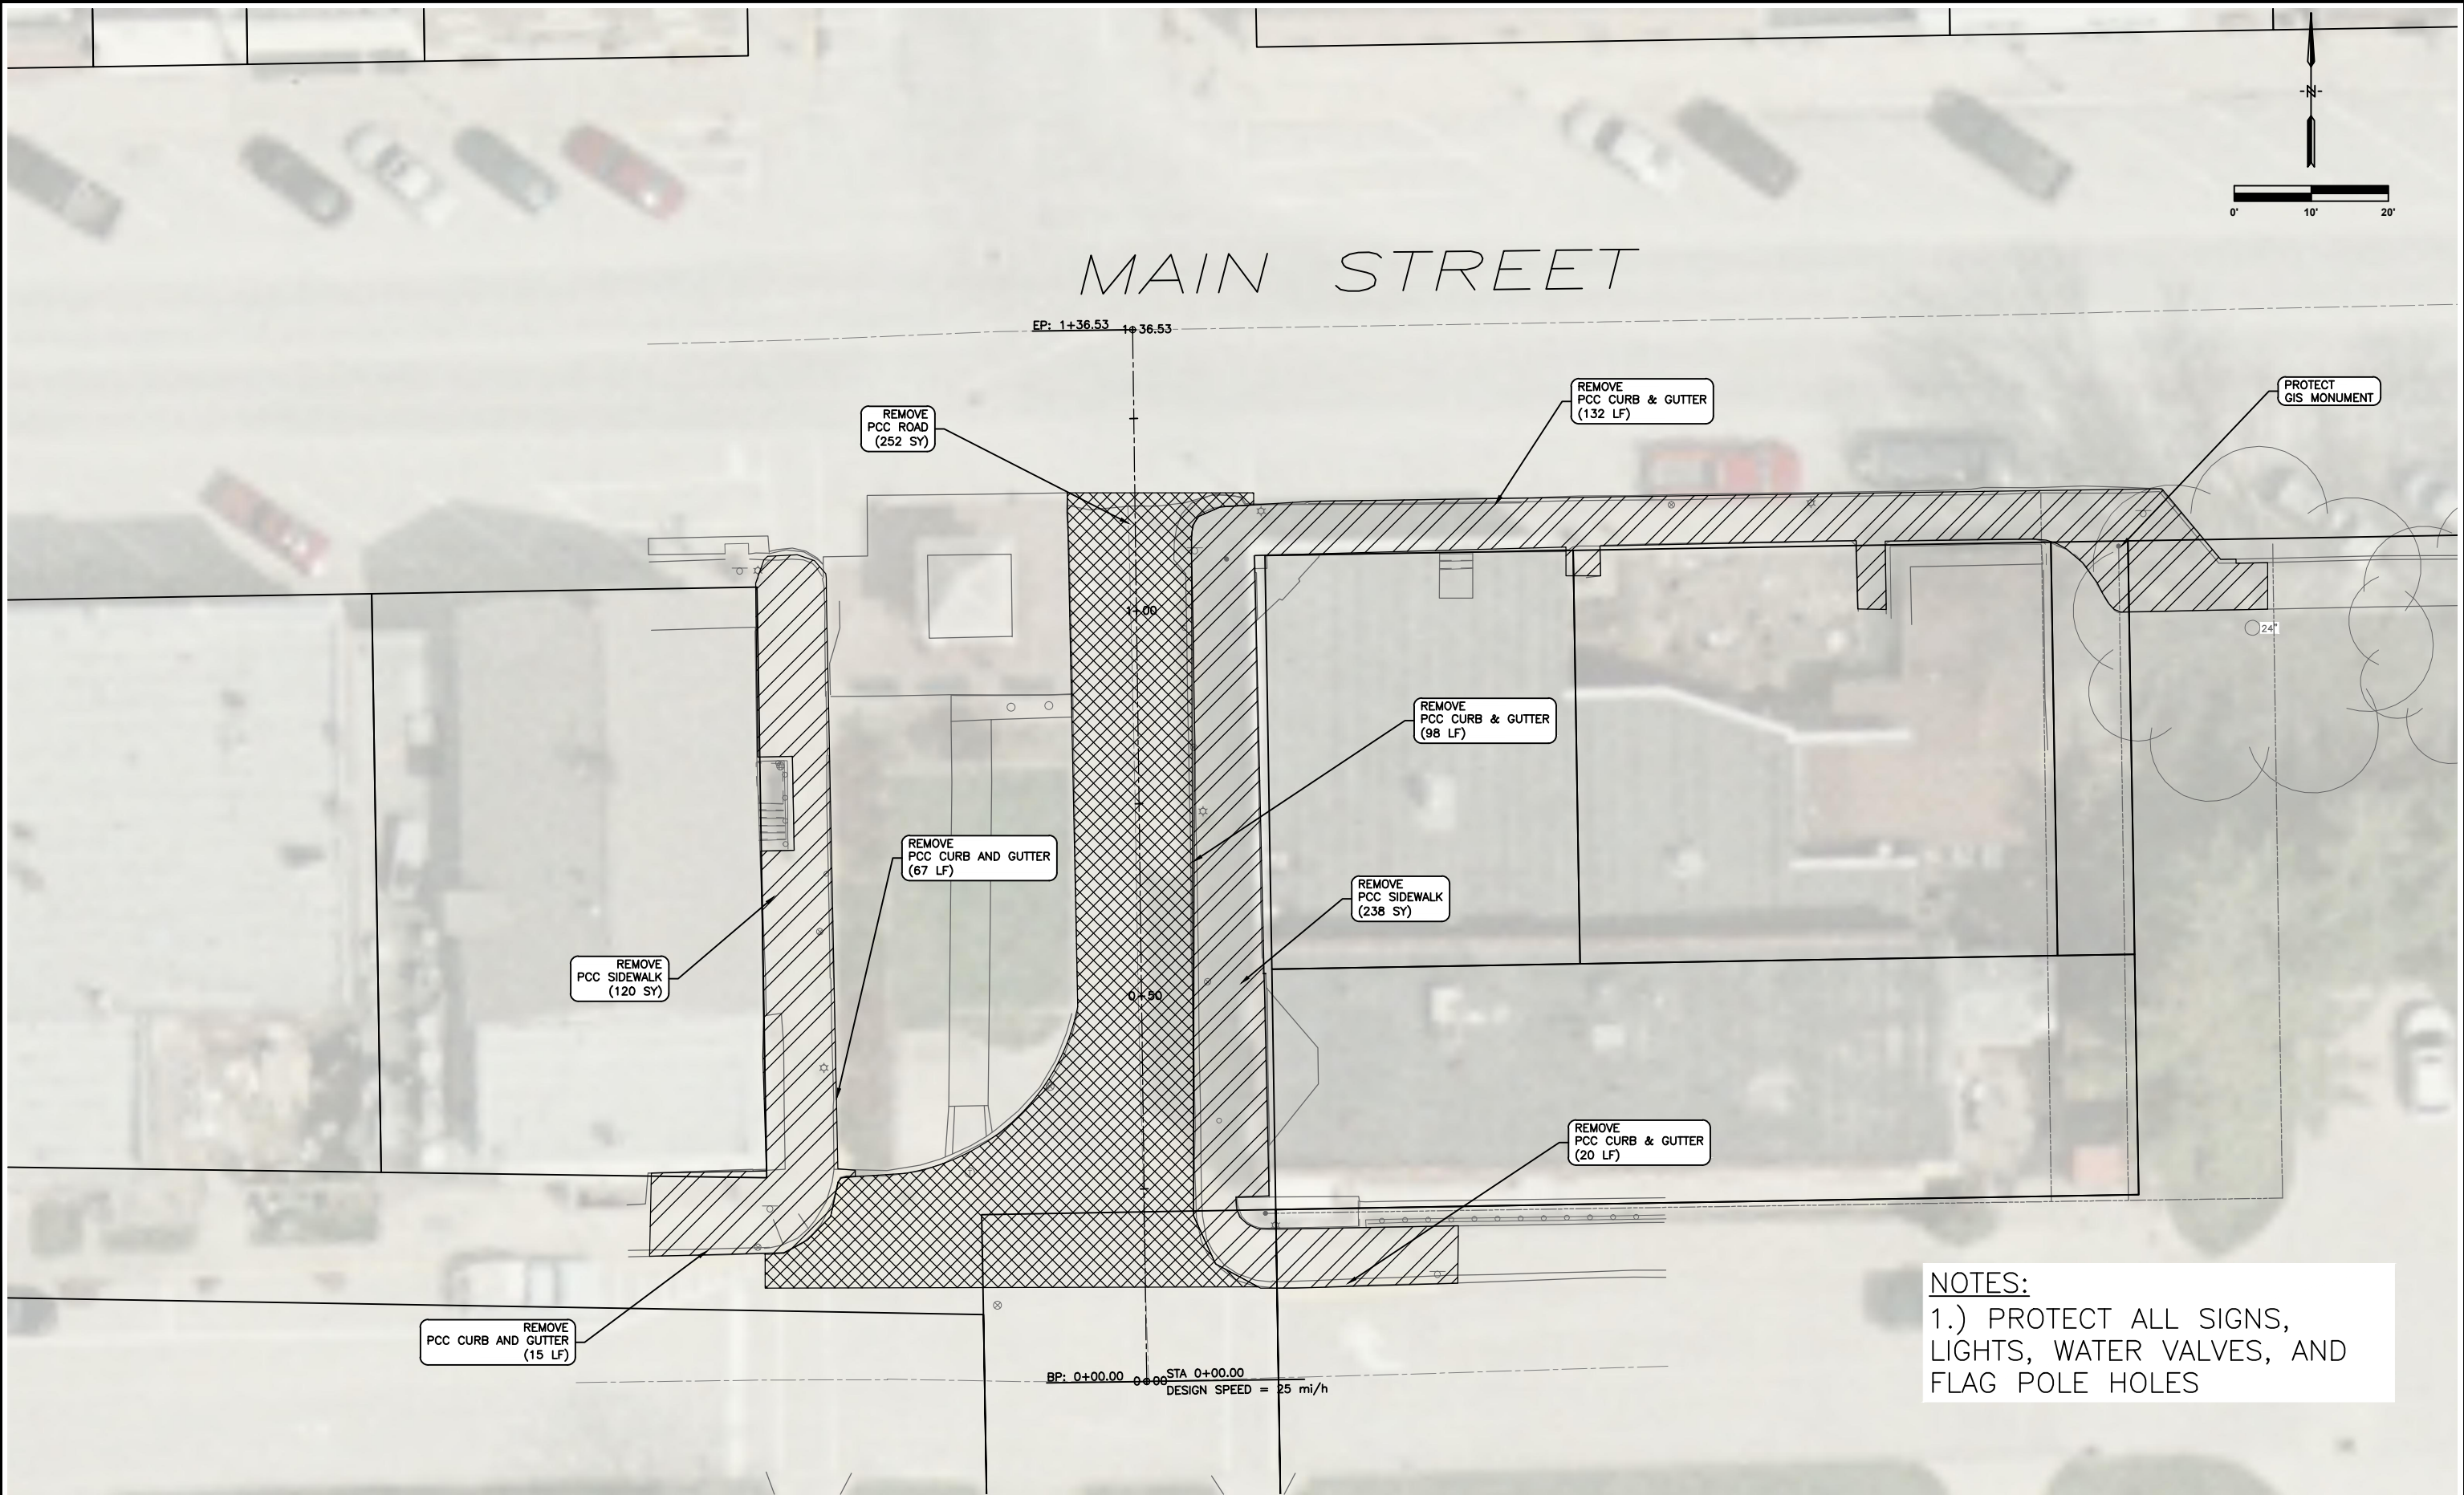 -N-
0' 10' 20'
MAIN STREET
EP: 1+36.53
1+36.53
REMOVE
PCC CURB & GUTTER
(132 LF)
PROTECT
GIS MONUMENT
REMOVE
PCC ROAD
(252 SY)
1+00
24"
REMOVE
PCC CURB & GUTTER
(98 LF)
REMOVE
PCC CURB AND GUTTER
(67 LF)
REMOVE
PCC SIDEWALK
(238 SY)
REMOVE
PCC SIDEWALK
(120 SY)
0+50
REMOVE
PCC CURB & GUTTER
(20 LF)
REMOVE
PCC CURB AND GUTTER
(15 LF)
BP: 0+00.00
0+00
STA 0+00.00
DESIGN SPEED = 25 mi/h
NOTES:
1.) PROTECT ALL SIGNS,
LIGHTS, WATER VALVES, AND
FLAG POLE HOLES